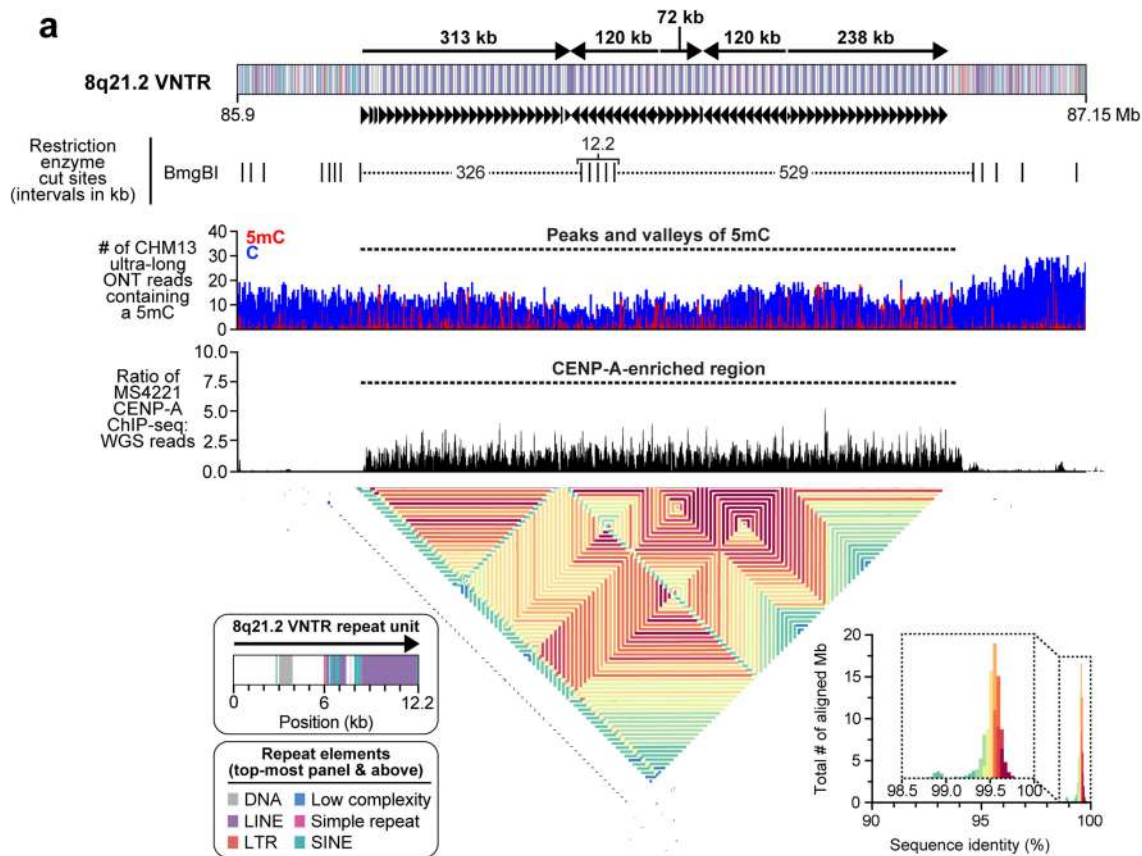 a
313 kb
120 kb
72 kb
120 kb
238 kb
8q21.2 VNTR
85.9
87.15 Mb
Restriction
enzyme
cut sites
(intervals in kb)
BmgBI
326
12.2
529
# of CHM13
ultra-long
ONT reads
containing
a 5mC
40
30
20
10
0
5mC
C
Peaks and valleys of 5mC
Ratio of
MS4221
CENP-A
ChIP-seq:
WGS reads
10.0
7.5
5.0
2.5
0.0
CENP-A-enriched region
8q21.2 VNTR repeat unit
0
6
12.2
Position (kb)
Repeat elements
(top-most panel & above)
DNA
Low complexity
LINE
Simple repeat
LTR
SINE
Total # of aligned Mb
20
15
10
5
0
98.5
99.0
99.5
100
90
95
100
Sequence identity (%)